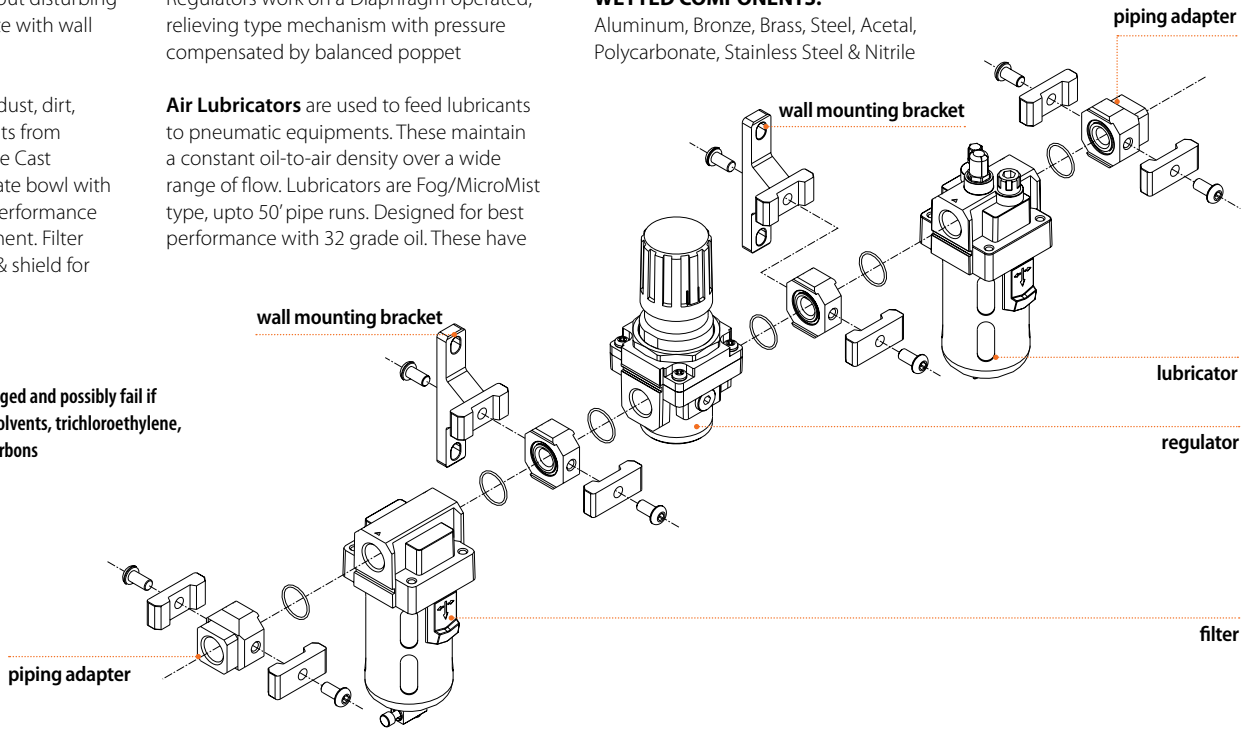 out disturbing
e with wall
dust, dirt,
ts from
e Cast
ate bowl with
erformance
ent. Filter
& shield for
ged and possibly fail if
olvents, trichloroethylene,
rbons
Regulators work on a Diaphragm operated,
relieving type mechanism with pressure
compensated by balanced poppet
Air Lubricators are used to feed lubricants
to pneumatic equipments. These maintain
a constant oil-to-air density over a wide
range of flow. Lubricators are Fog/MicroMist
type, upto 50' pipe runs. Designed for best
performance with 32 grade oil. These have
WETTED COMPONENTS:
Aluminum, Bronze, Brass, Steel, Acetal,
Polycarbonate, Stainless Steel & Nitrile
piping adapter
wall mounting bracket
wall mounting bracket
lubricator
regulator
filter
piping adapter